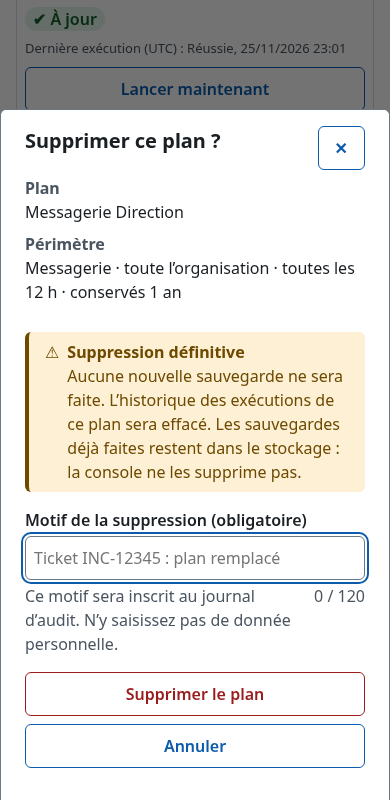 ✔ À jour
Dernière exécution (UTC) : Réussie, 25/11/2026 23:01
Lancer maintenant
Supprimer ce plan ?
×
Plan
Messagerie Direction
Périmètre
Messagerie · toute l’organisation · toutes les
12 h · conservés 1 an
⚠ Suppression définitive
Aucune nouvelle sauvegarde ne sera
faite. L’historique des exécutions de
ce plan sera effacé. Les sauvegardes
déjà faites restent dans le stockage :
la console ne les supprime pas.
Motif de la suppression (obligatoire)
Ticket INC-12345 : plan remplacé
Ce motif sera inscrit au journal 0 / 120
d’audit. N’y saisissez pas de donnée
personnelle.
Supprimer le plan
Annuler